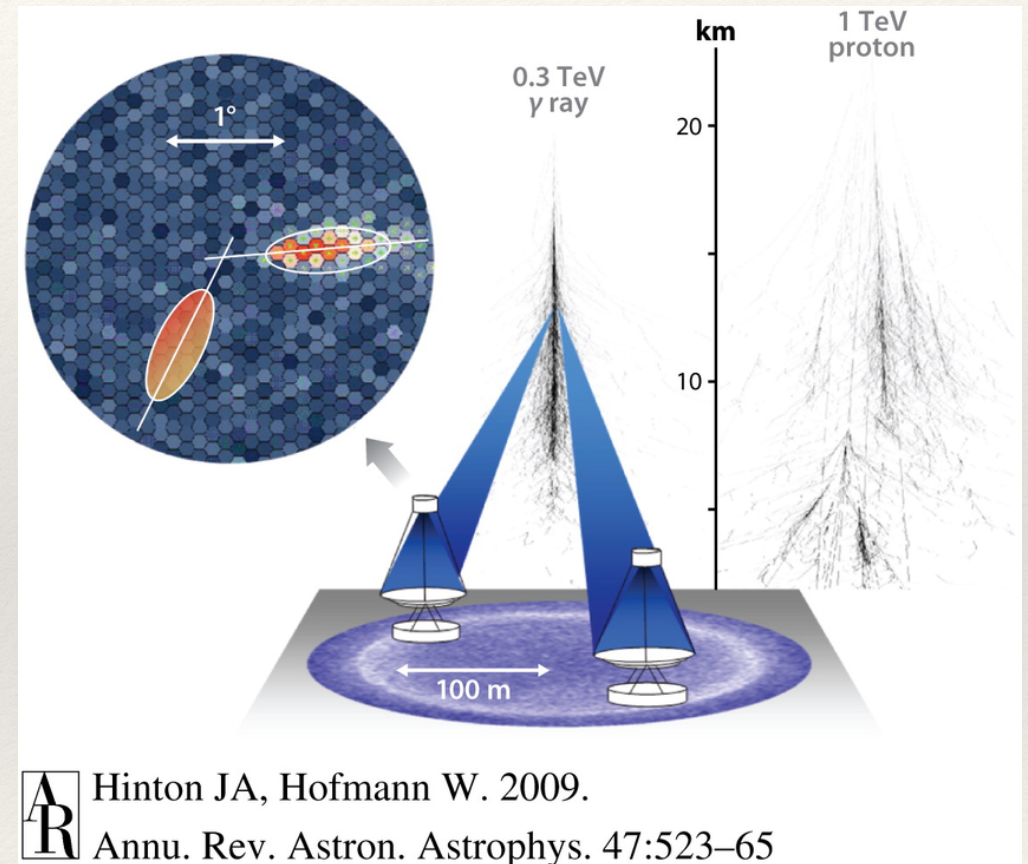 km
1 TeV
proton
0.3 TeV
γ ray
1°
20
10
100 m
AR
Hinton JA, Hofmann W. 2009.
Annu. Rev. Astron. Astrophys. 47:523–65